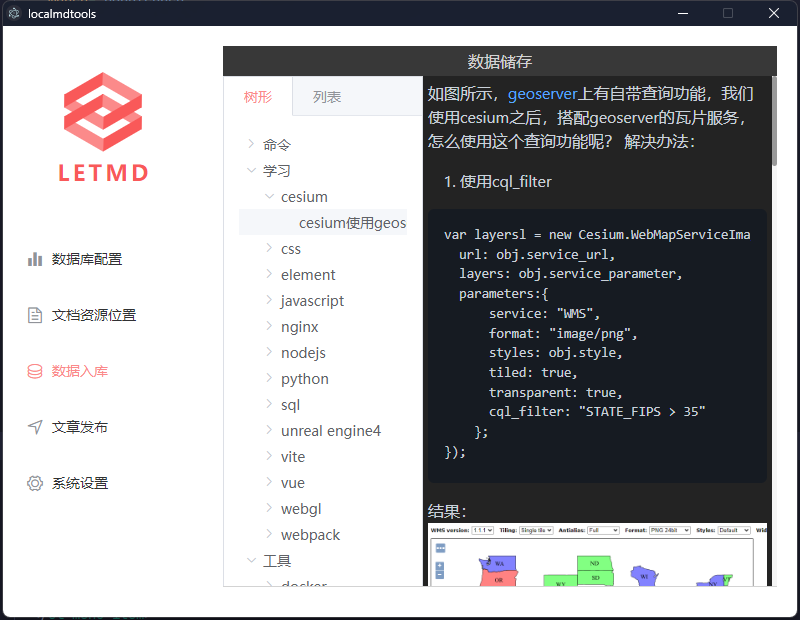 localmdtools
LETMD
数据库配置
文档资源位置
数据入库
文章发布
系统设置
数据储存
树形
列表
命令
学习
cesium
cesium使用geos
css
element
javascript
nginx
nodejs
python
sql
unreal engine4
vite
vue
webgl
webpack
工具
docker
如图所示，geoserver上有自带查询功能，我们
使用cesium之后，搭配geoserver的瓦片服务，
怎么使用这个查询功能呢？ 解决办法：
1. 使用cql_filter
var layersl = new Cesium.WebMapServiceIma
url: obj.service_url,
layers: obj.service_parameter,
parameters:{
service: "WMS",
format: "image/png",
styles: obj.style,
tiled: true,
transparent: true,
cql_filter: "STATE_FIPS > 35"
};
});
结果：
WMS version: 1.1.1 Tiling: Single tile Antialias: Full Format: PNG 24bit Styles: Default Wid
WA
ND
OR
SD
WI
WY
NY
VT